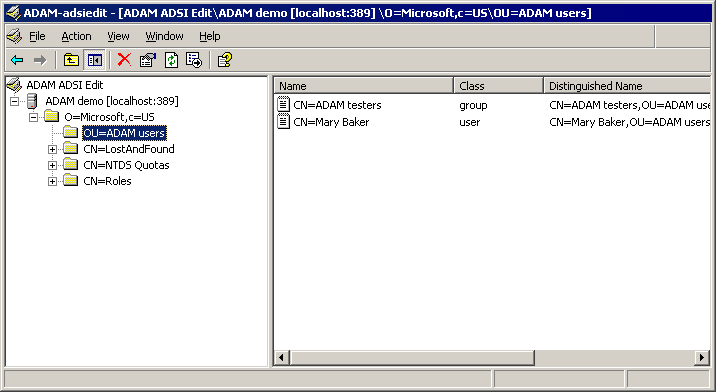 ADAM-adsiedit - [ADAM ADSI Edit\ADAM demo [localhost:389] \O=Microsoft,c=US\OU=ADAM users]
File Action View Window Help
ADAM ADSI Edit
ADAM demo [localhost:389]
O=Microsoft,c=US
OU=ADAM users
CN=LostAndFound
CN=NTDS Quotas
CN=Roles
Name Class Distinguished Name
CN=ADAM testers group CN=ADAM testers,OU=ADAM use
CN=Mary Baker user CN=Mary Baker,OU=ADAM users